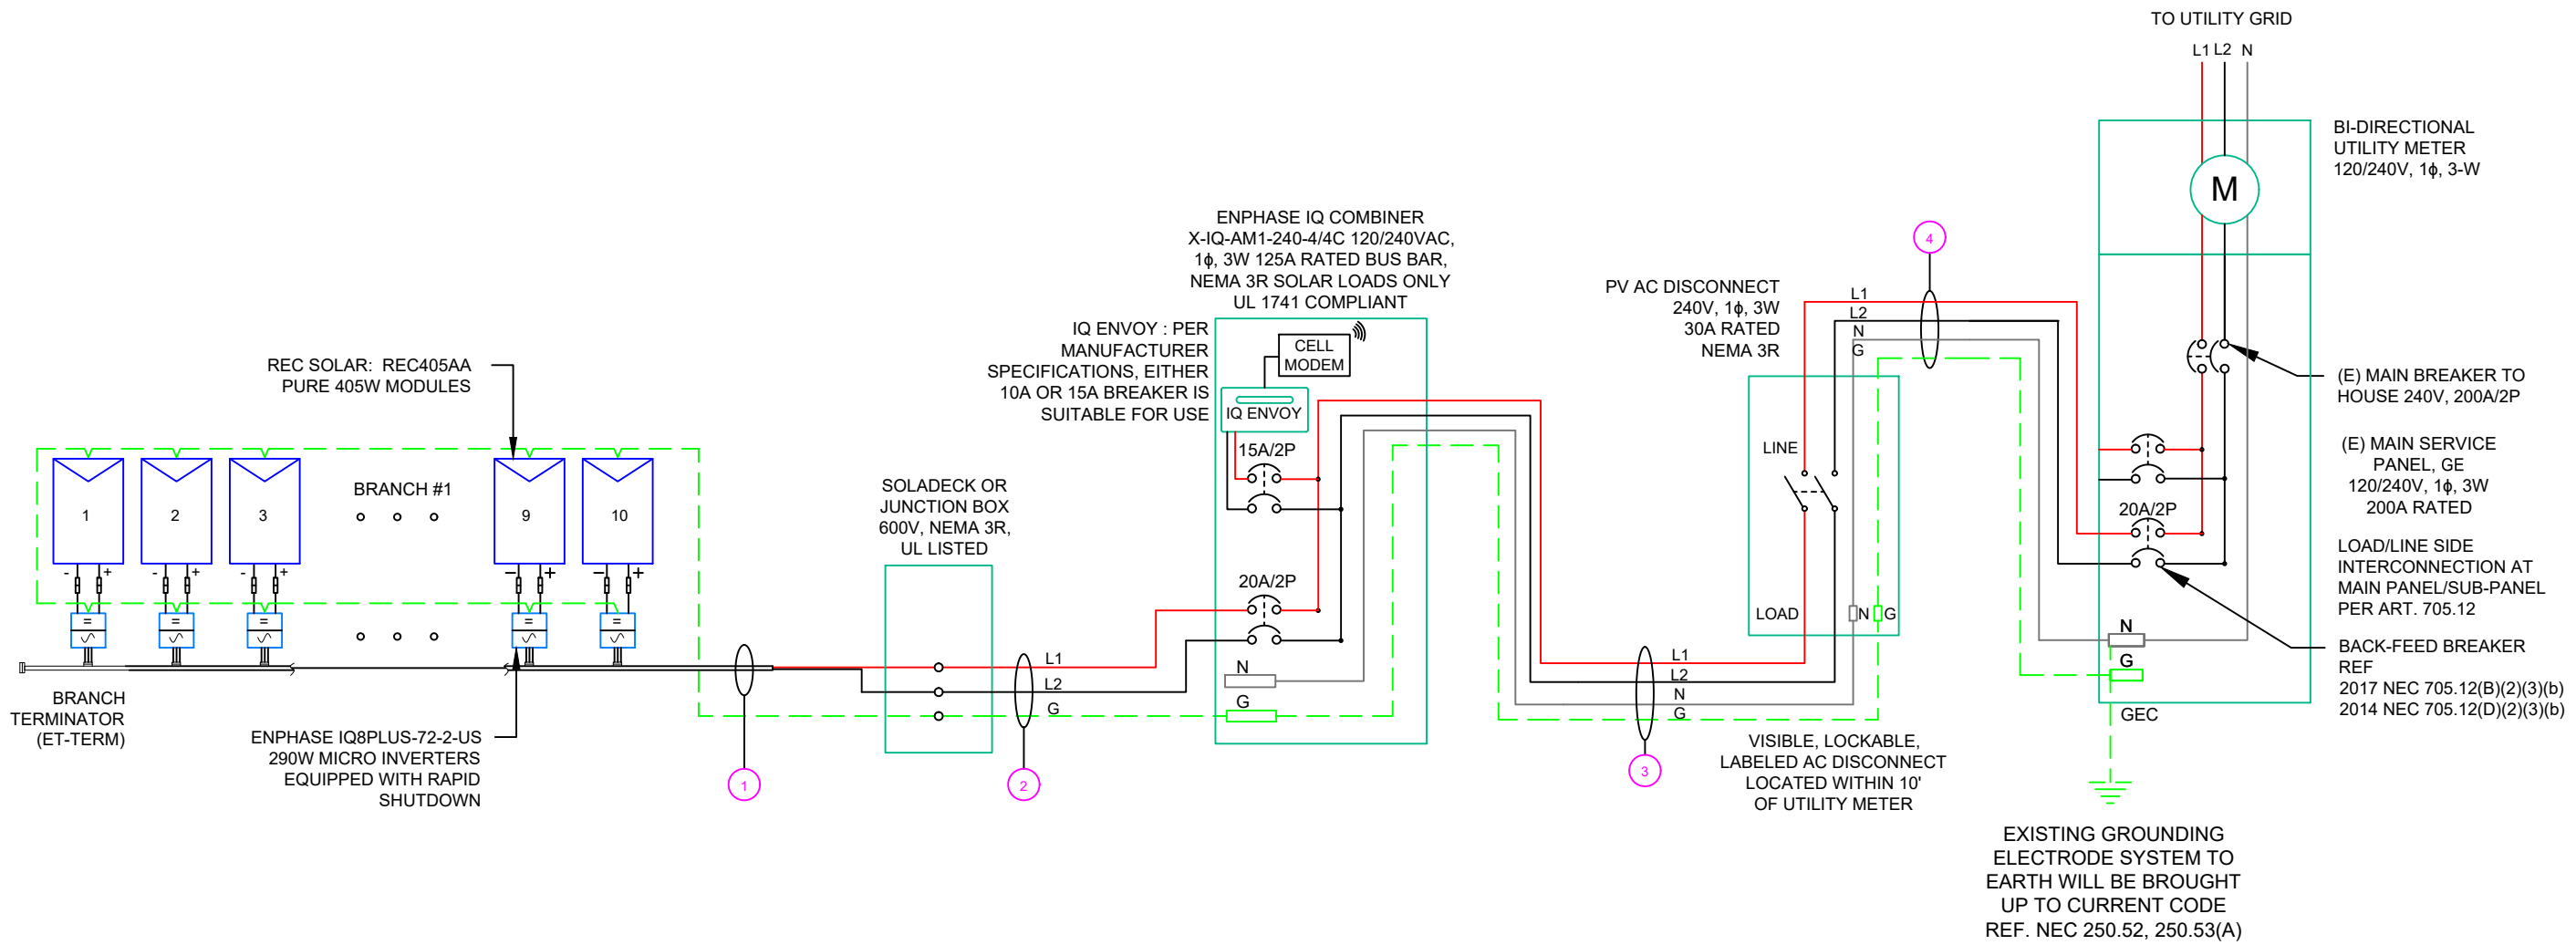 TO UTILITY GRID
L1 L2 N
BI-DIRECTIONAL
UTILITY METER
120/240V, 1ϕ, 3-W
M
ENPHASE IQ COMBINER
X-IQ-AM1-240-4/4C 120/240VAC,
1ϕ, 3W 125A RATED BUS BAR,
NEMA 3R SOLAR LOADS ONLY
UL 1741 COMPLIANT
IQ ENVOY : PER
MANUFACTURER
SPECIFICATIONS, EITHER
10A OR 15A BREAKER IS
SUITABLE FOR USE
CELL
MODEM
IQ ENVOY
15A/2P
20A/2P
N
G
PV AC DISCONNECT
240V, 1ϕ, 3W
30A RATED
NEMA 3R
4
L1
L2
N
G
LINE
LOAD
N
G
REC SOLAR: REC405AA
PURE 405W MODULES
BRANCH #1
1
2
3
9
10
- +
- +
- +
- +
- +
=
=
=
=
=
BRANCH
TERMINATOR
(ET-TERM)
ENPHASE IQ8PLUS-72-2-US
290W MICRO INVERTERS
EQUIPPED WITH RAPID
SHUTDOWN
1
SOLADECK OR
JUNCTION BOX
600V, NEMA 3R,
UL LISTED
L1
L2
G
2
L1
L2
N
G
3
VISIBLE, LOCKABLE,
LABELED AC DISCONNECT
LOCATED WITHIN 10'
OF UTILITY METER
(E) MAIN BREAKER TO
HOUSE 240V, 200A/2P
(E) MAIN SERVICE
PANEL, GE
120/240V, 1ϕ, 3W
200A RATED
20A/2P
LOAD/LINE SIDE
INTERCONNECTION AT
MAIN PANEL/SUB-PANEL
PER ART. 705.12
N
G
BACK-FEED BREAKER
REF
2017 NEC 705.12(B)(2)(3)(b)
2014 NEC 705.12(D)(2)(3)(b)
GEC
EXISTING GROUNDING
ELECTRODE SYSTEM TO
EARTH WILL BE BROUGHT
UP TO CURRENT CODE
REF. NEC 250.52, 250.53(A)